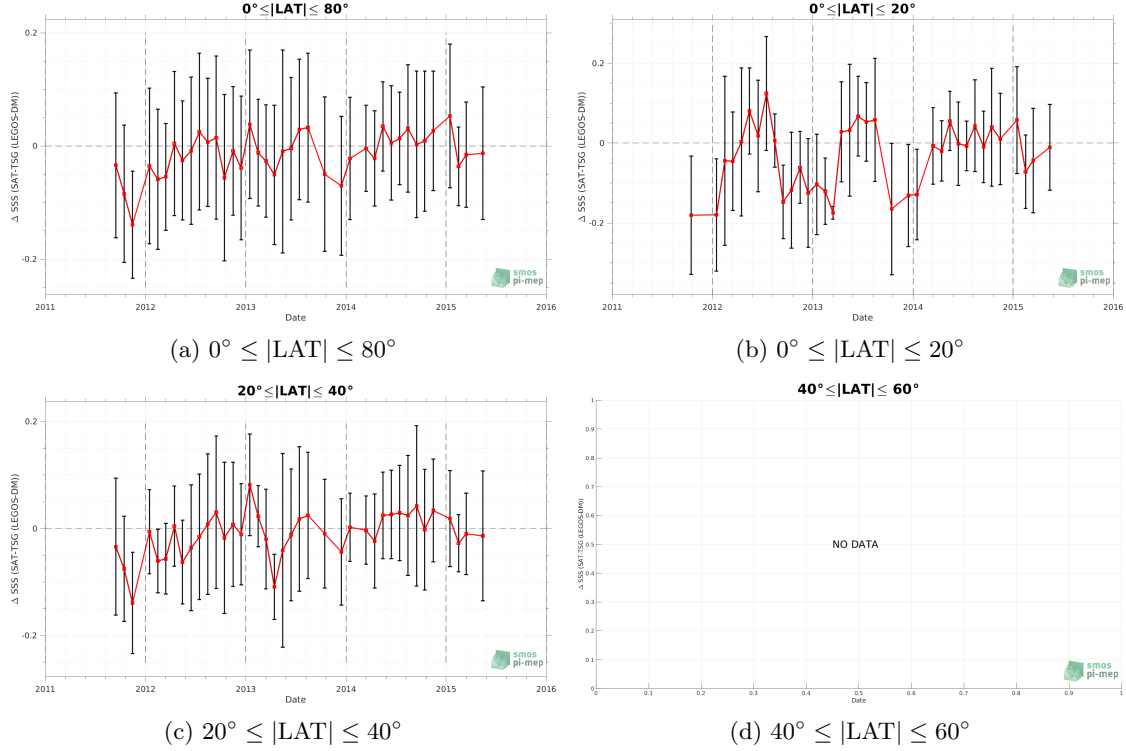 0°≤|LAT|≤ 80°
Δ SSS (SAT-TSG (LEGOS-DM))
0.2
0
-0.2
2011 2012 2013 2014 2015 2016
Date
smos
pi-mep
(a) 0° ≤ |LAT| ≤ 80°
0°≤|LAT|≤ 20°
Δ SSS (SAT-TSG (LEGOS-DM))
0.2
0
-0.2
2011 2012 2013 2014 2015 2016
Date
smos
pi-mep
(b) 0° ≤ |LAT| ≤ 20°
20°≤|LAT|≤ 40°
Δ SSS (SAT-TSG (LEGOS-DM))
0.2
0
-0.2
2011 2012 2013 2014 2015 2016
Date
smos
pi-mep
(c) 20° ≤ |LAT| ≤ 40°
40°≤|LAT|≤ 60°
Δ SSS (SAT-TSG (LEGOS-DM))
1
0.9
0.8
0.7
0.6
0.5
0.4
0.3
0.2
0.1
0
NO DATA
0 0.1 0.2 0.3 0.4 0.5 0.6 0.7 0.8 0.9 1
Date
smos
pi-mep
(d) 40° ≤ |LAT| ≤ 60°